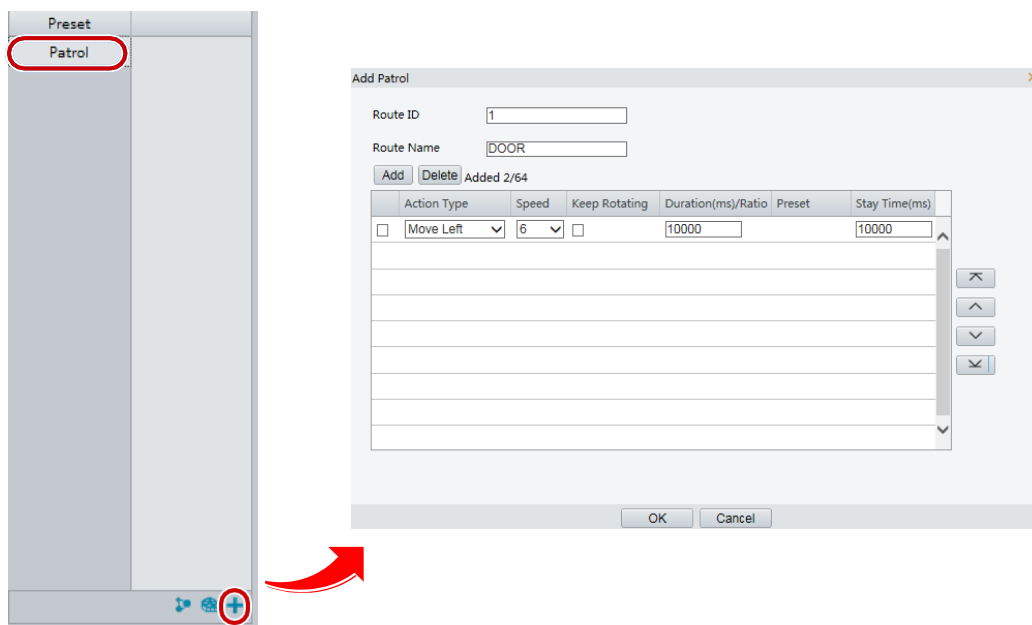 Preset
Patrol
Add Patrol
Route ID 1
Route Name DOOR
Add Delete Added 2/64
Action Type Speed Keep Rotating Duration(ms)/Ratio Preset Stay Time(ms)
Move Left 6 10000 10000
OK Cancel